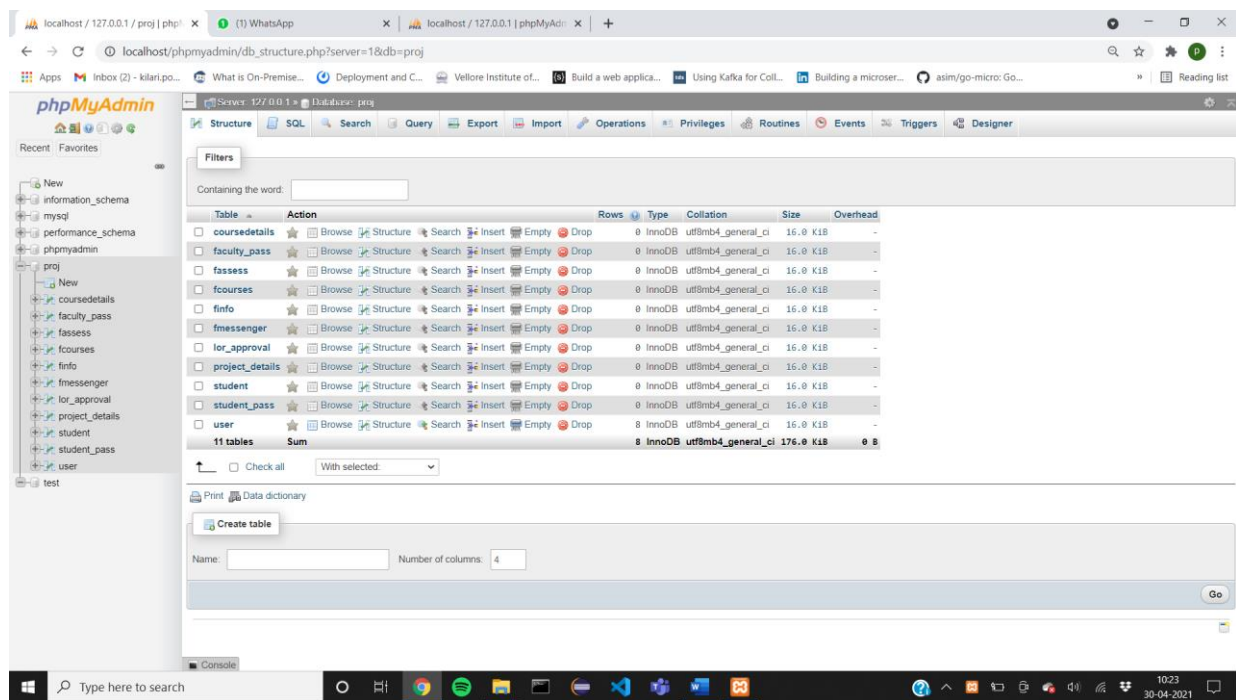 localhost / 127.0.0.1 / proj | php
(1) WhatsApp
localhost / 127.0.0.1 | phpMyAdm
localhost/phpmyadmin/db_structure.php?server=1&db=proj
P
Apps Inbox (2) - kilari.po... What is On-Premise... Deployment and C... Vellore Institute of... Build a web applica... Using Kafka for Coll... Building a microser... asim/go-micro: Go... » Reading list
phpMyAdmin
Recent Favorites
New
information_schema
mysql
performance_schema
phpmyadmin
proj
New
coursedetails
faculty_pass
fassess
fcourses
finfo
fmessenger
lor_approval
project_details
student
student_pass
user
test
Server: 127.0.0.1 » Database: proj
Structure SQL Search Query Export Import Operations Privileges Routines Events Triggers Designer
Filters
Containing the word:
Table Action Rows Type Collation Size Overhead
coursedetails Browse Structure Search Insert Empty Drop 0 InnoDB utf8mb4_general_ci 16.0 KiB -
faculty_pass Browse Structure Search Insert Empty Drop 0 InnoDB utf8mb4_general_ci 16.0 KiB -
fassess Browse Structure Search Insert Empty Drop 0 InnoDB utf8mb4_general_ci 16.0 KiB -
fcourses Browse Structure Search Insert Empty Drop 0 InnoDB utf8mb4_general_ci 16.0 KiB -
finfo Browse Structure Search Insert Empty Drop 0 InnoDB utf8mb4_general_ci 16.0 KiB -
fmessenger Browse Structure Search Insert Empty Drop 0 InnoDB utf8mb4_general_ci 16.0 KiB -
lor_approval Browse Structure Search Insert Empty Drop 0 InnoDB utf8mb4_general_ci 16.0 KiB -
project_details Browse Structure Search Insert Empty Drop 0 InnoDB utf8mb4_general_ci 16.0 KiB -
student Browse Structure Search Insert Empty Drop 0 InnoDB utf8mb4_general_ci 16.0 KiB -
student_pass Browse Structure Search Insert Empty Drop 0 InnoDB utf8mb4_general_ci 16.0 KiB -
user Browse Structure Search Insert Empty Drop 8 InnoDB utf8mb4_general_ci 16.0 KiB -
11 tables Sum 8 InnoDB utf8mb4_general_ci 176.0 KiB 0 B
Check all With selected:
Print Data dictionary
Create table
Name: Number of columns: 4
Go
Console
Type here to search
10:23
30-04-2021